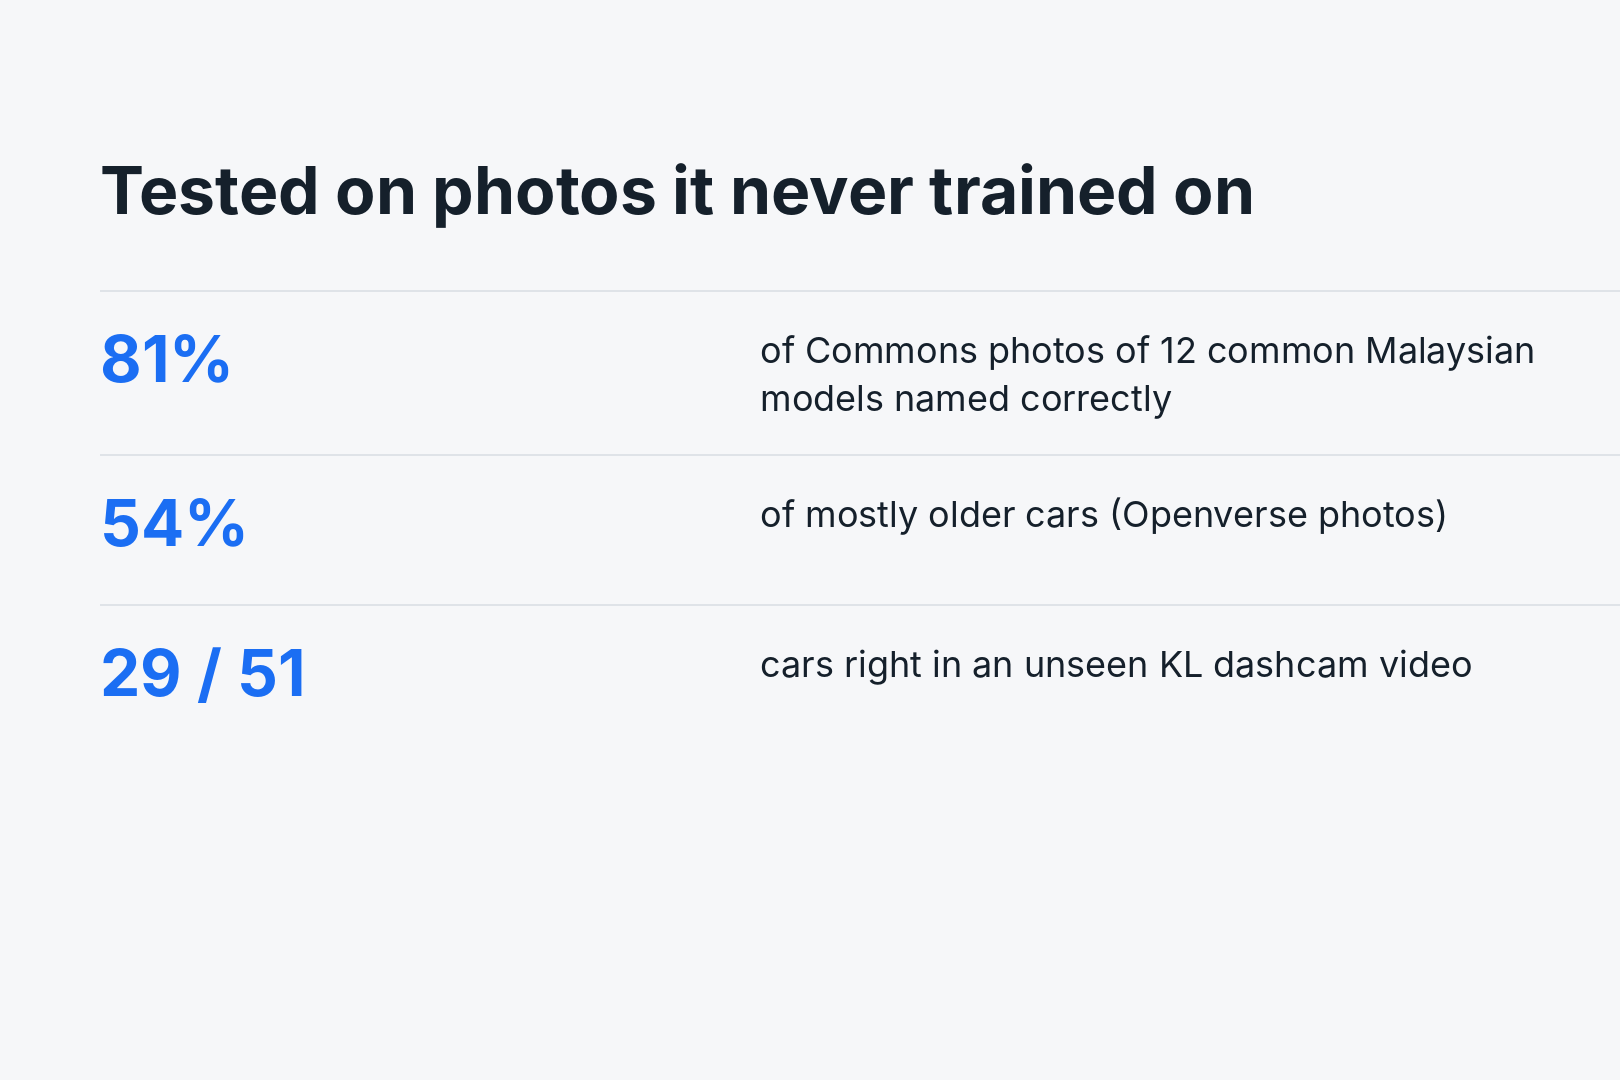 Tested on photos it never trained on
81%
of Commons photos of 12 common Malaysian
models named correctly
54%
of mostly older cars (Openverse photos)
29 / 51
cars right in an unseen KL dashcam video